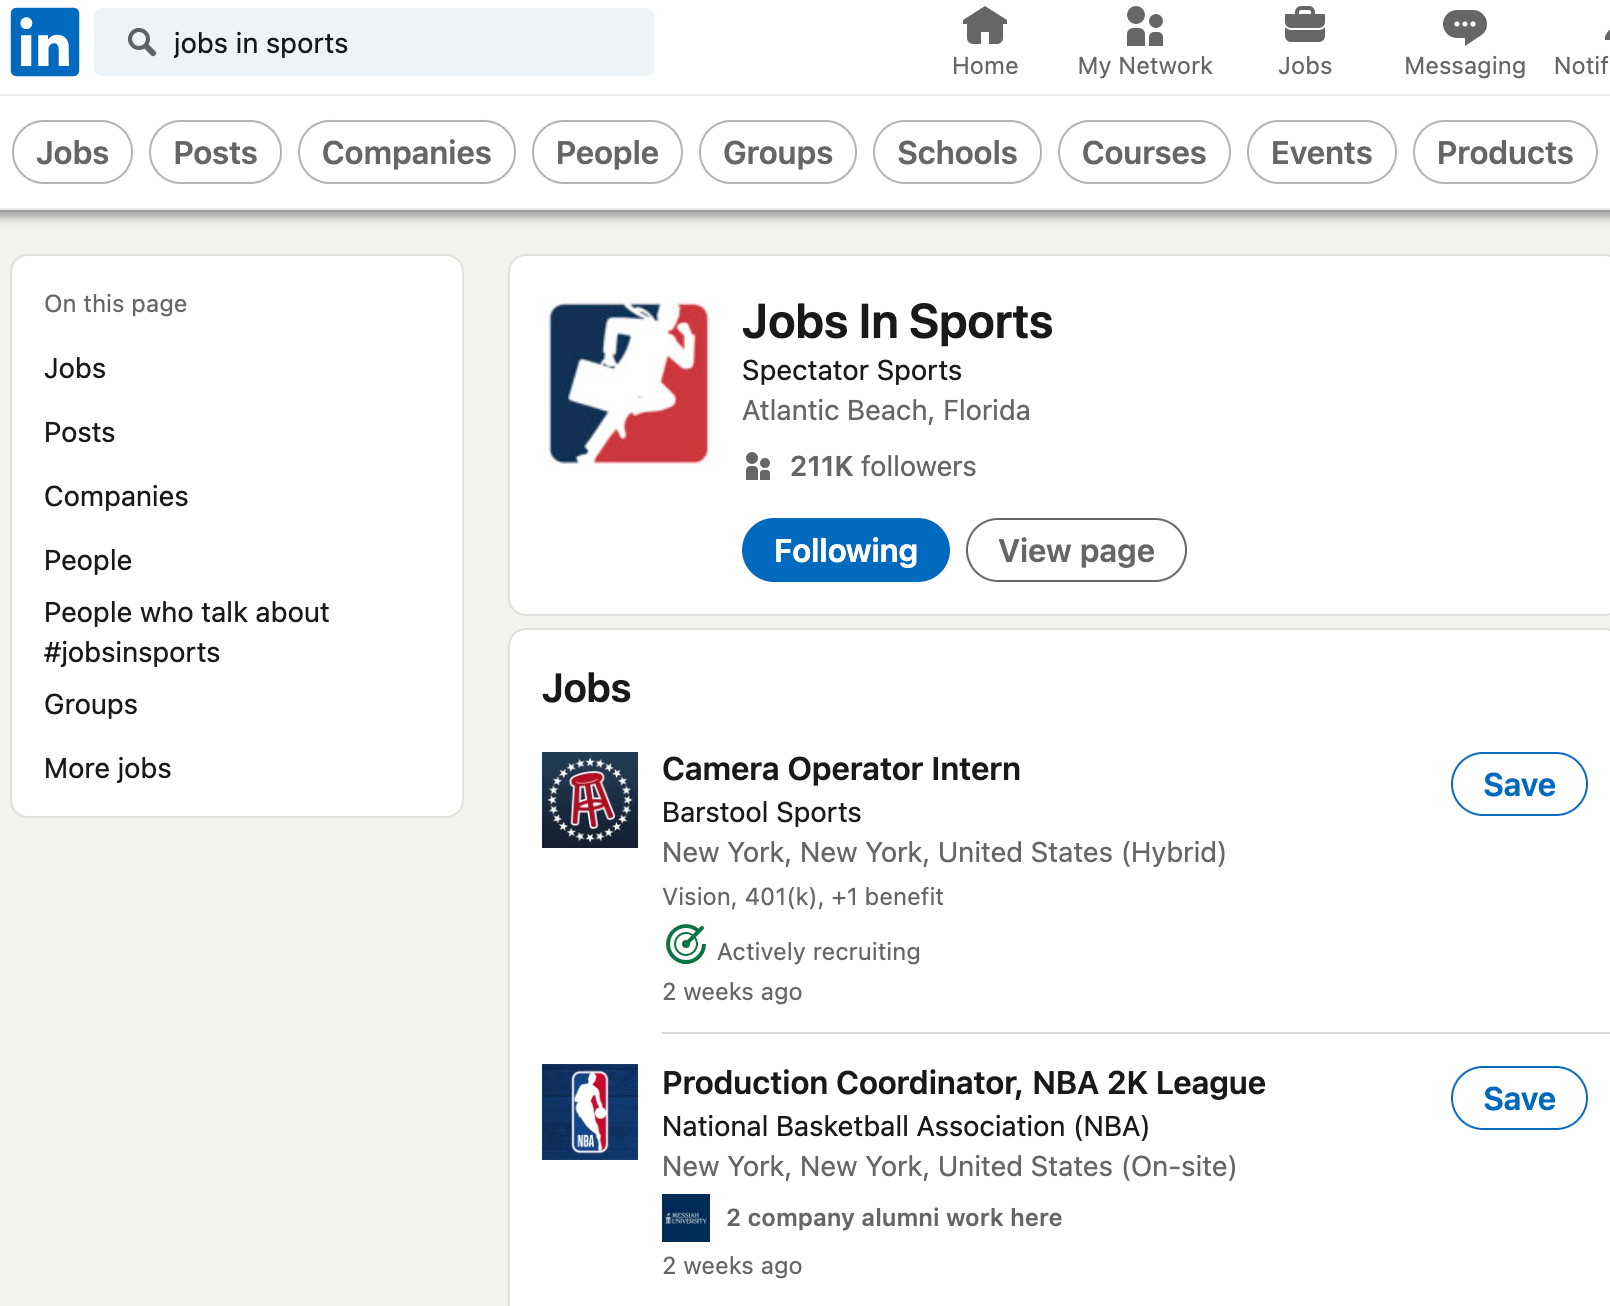 in
jobs in sports
Home
My Network
Jobs
Messaging
Notif
Jobs
Posts
Companies
People
Groups
Schools
Courses
Events
Products
On this page
Jobs
Posts
Companies
People
People who talk about
#jobsinsports
Groups
More jobs
Jobs In Sports
Spectator Sports
Atlantic Beach, Florida
211K followers
Following
View page
Jobs
Camera Operator Intern
Save
Barstool Sports
New York, New York, United States (Hybrid)
Vision, 401(k), +1 benefit
Actively recruiting
2 weeks ago
NBA
Production Coordinator, NBA 2K League
Save
National Basketball Association (NBA)
New York, New York, United States (On-site)
MESSIAH
UNIVERSITY
2 company alumni work here
2 weeks ago